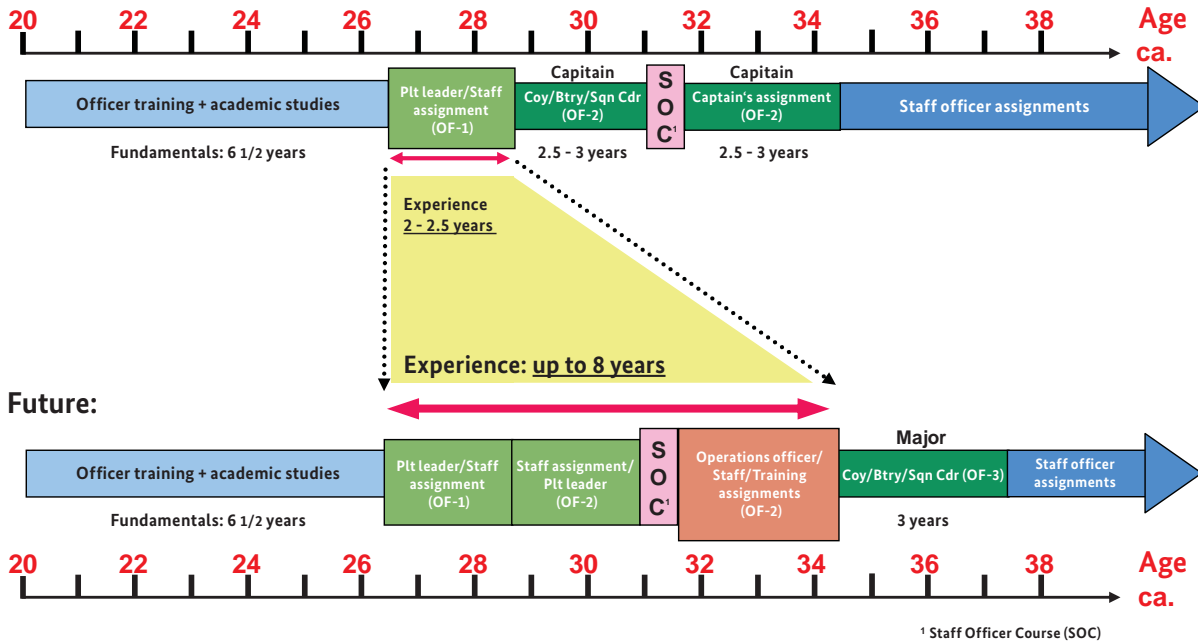 20 22 24 26 28 30 32 34 36 38 Age
ca.
Officer training + academic studies
Fundamentals: 6 1/2 years
Plt leader/Staff
assignment
(OF-1)
Capitain
Coy/Btry/Sqn Cdr
(OF-2)
2.5 - 3 years
S
O
C¹
Capitain
Captain's assignment
(OF-2)
2.5 - 3 years
Staff officer assignments
Experience
2 - 2.5 years
Experience: up to 8 years
Future:
Officer training + academic studies
Fundamentals: 6 1/2 years
Plt leader/Staff
assignment
(OF-1)
Staff assignment/
Plt leader
(OF-2)
S
O
C¹
Operations officer/
Staff/Training
assignments
(OF-2)
Major
Coy/Btry/Sqn Cdr (OF-3)
3 years
Staff officer
assignments
20 22 24 26 28 30 32 34 36 38 Age
ca.
¹ Staff Officer Course (SOC)